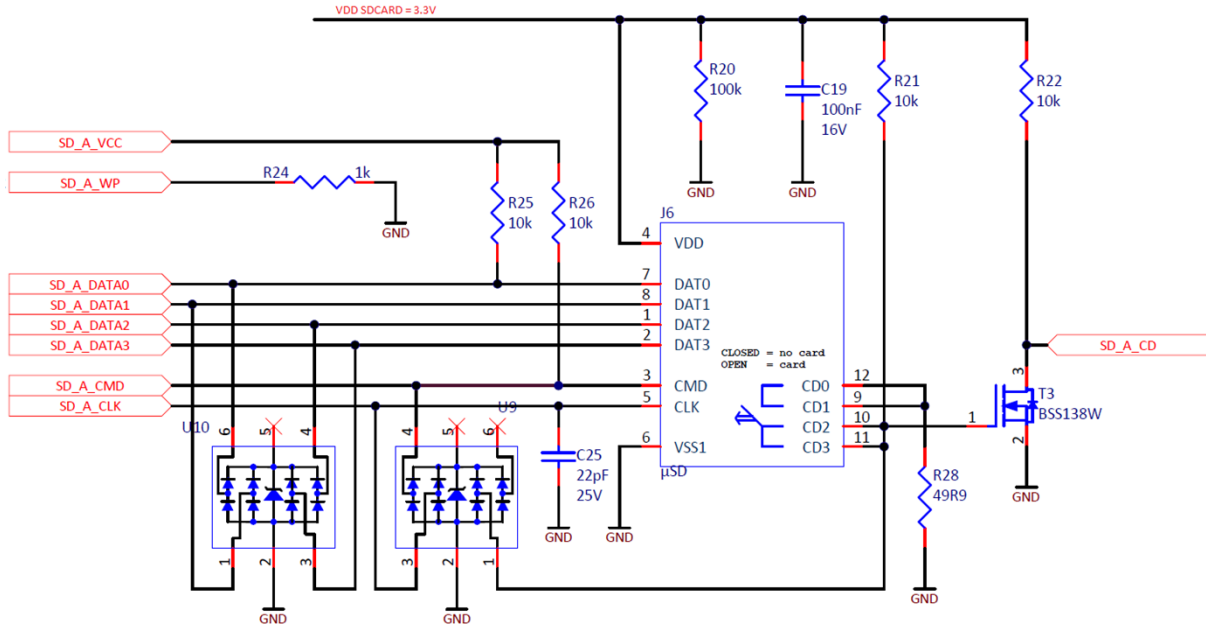 VDD SDCARD = 3.3V
R20
100k
C19
100nF
16V
R21
10k
R22
10k
SD_A_VCC
SD_A_WP
R24
1k
GND
R25
10k
R26
10k
GND
GND
J6
4
VDD
SD_A_DATA0
7
DAT0
SD_A_DATA1
8
DAT1
SD_A_DATA2
1
DAT2
SD_A_DATA3
2
DAT3
CLOSED = no card
OPEN = card
SD_A_CD
SD_A_CMD
3
CMD
CD0
12
SD_A_CLK
5
CLK
CD1
9
CD2
10
CD3
11
6
VSS1
µSD
3
T3
BSS138W
1
2
GND
U10
6
5
4
1
2
3
GND
U9
4
5
6
3
2
1
GND
C25
22pF
25V
GND
GND
R28
49R9
GND